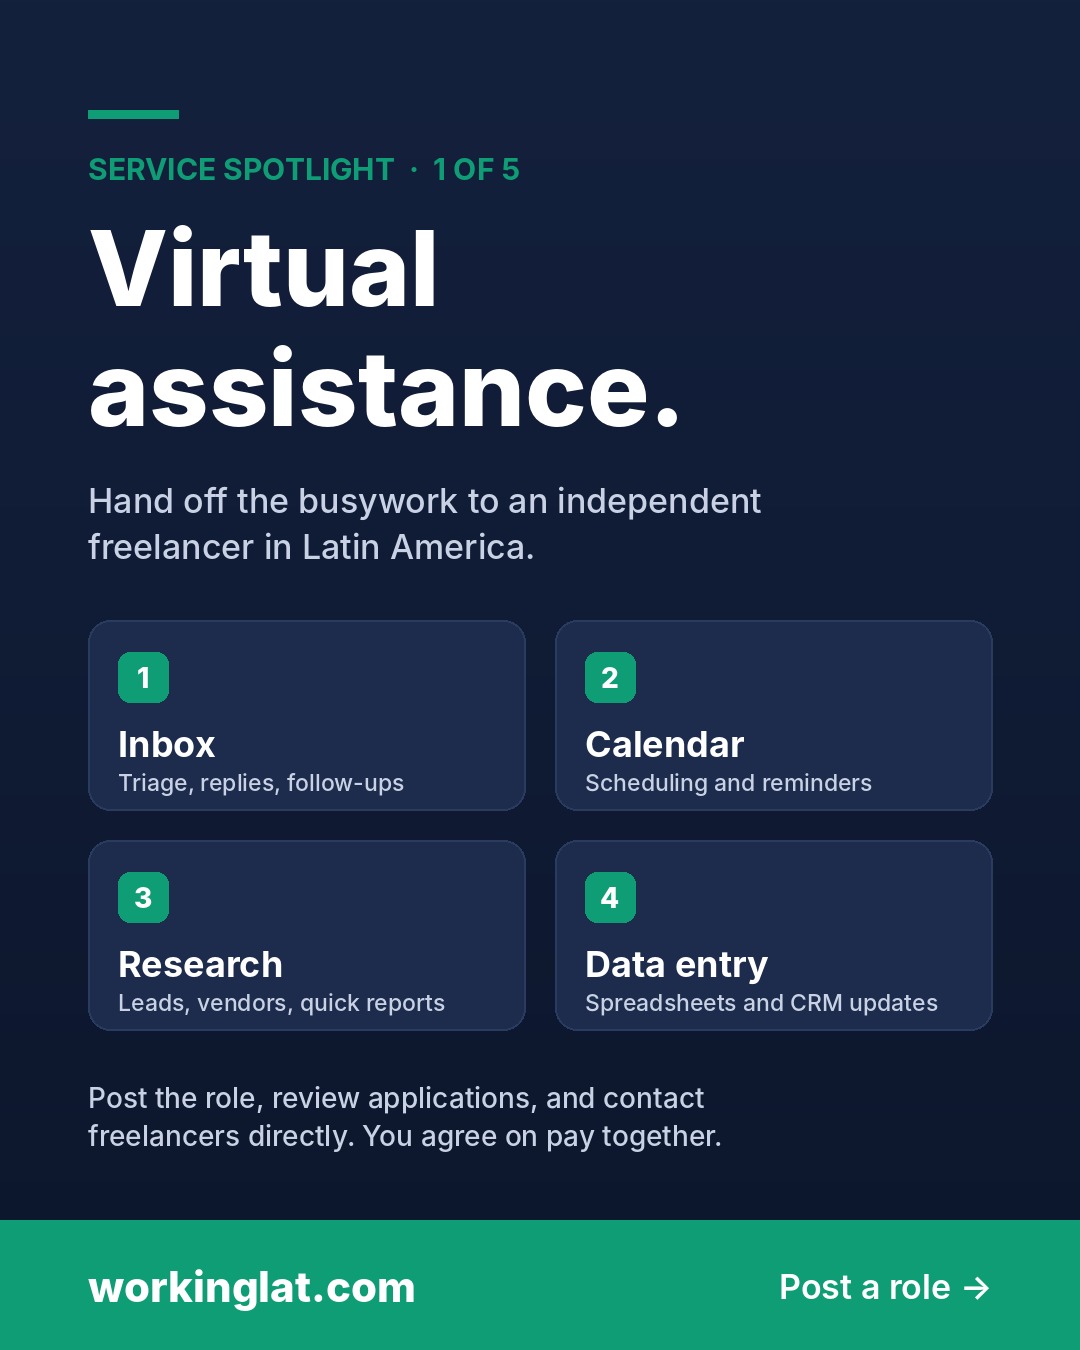 SERVICE SPOTLIGHT · 1 OF 5
Virtual
assistance.
Hand off the busywork to an independent
freelancer in Latin America.
1
Inbox
Triage, replies, follow-ups
2
Calendar
Scheduling and reminders
3
Research
Leads, vendors, quick reports
4
Data entry
Spreadsheets and CRM updates
Post the role, review applications, and contact
freelancers directly. You agree on pay together.
workinglat.com
Post a role →